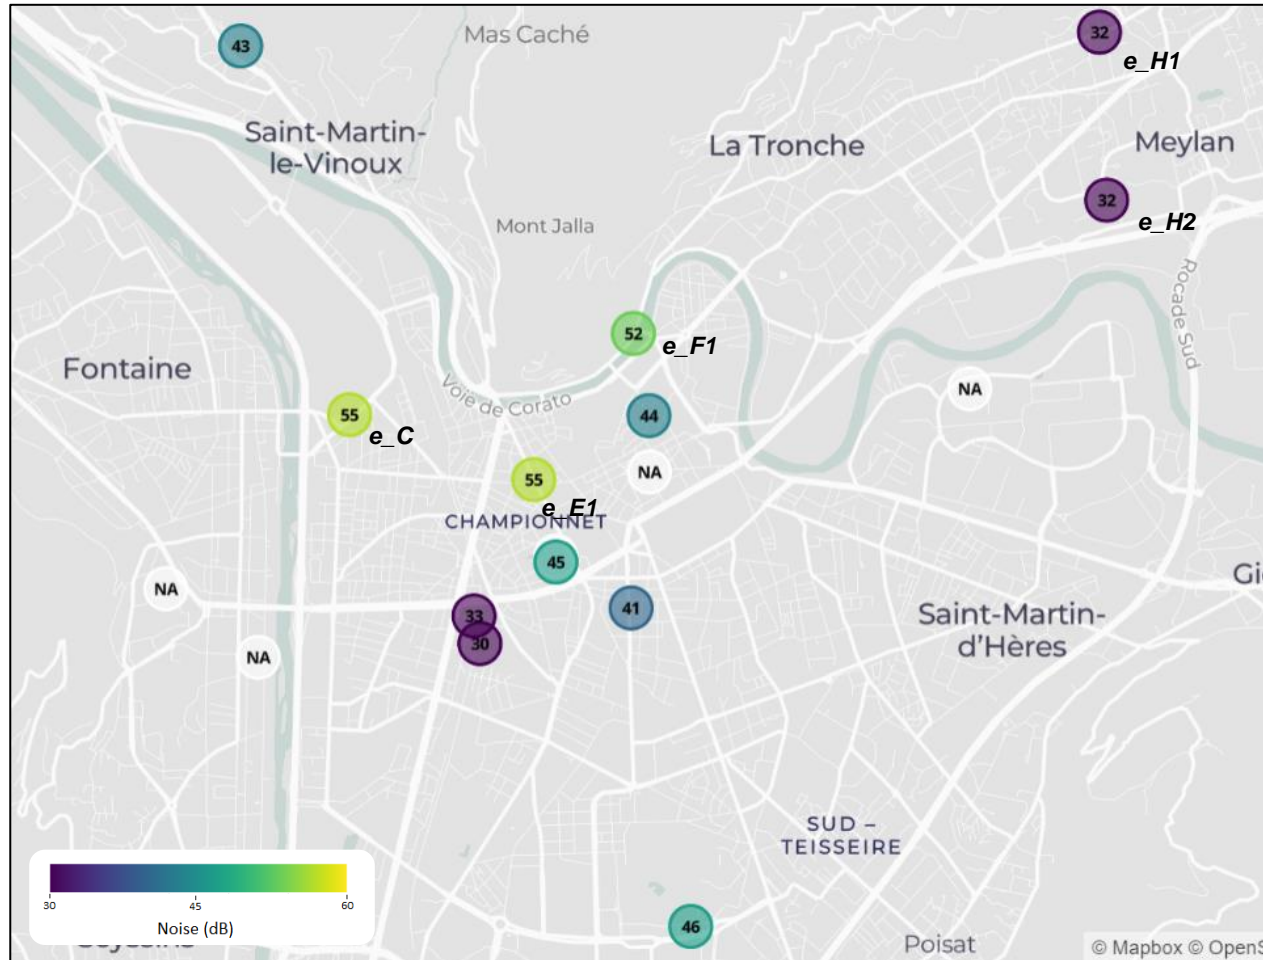 43
Mas Caché
32
e_H1
Saint-Martin-
le-Vinoux
La Tronche
Meylan
32
e_H2
Mont Jalla
Rocade Sud
52
e_F1
Fontaine
Voie de Corato
NA
55
e_C
44
NA
55
e_E1
CHAMPIONNET
45
NA
33
41
30
Saint-Martin-
d'Hères
NA
SUD –
TEISSEIRE
30
45
60
Noise (dB)
46
Poisat
© Mapbox © OpenS